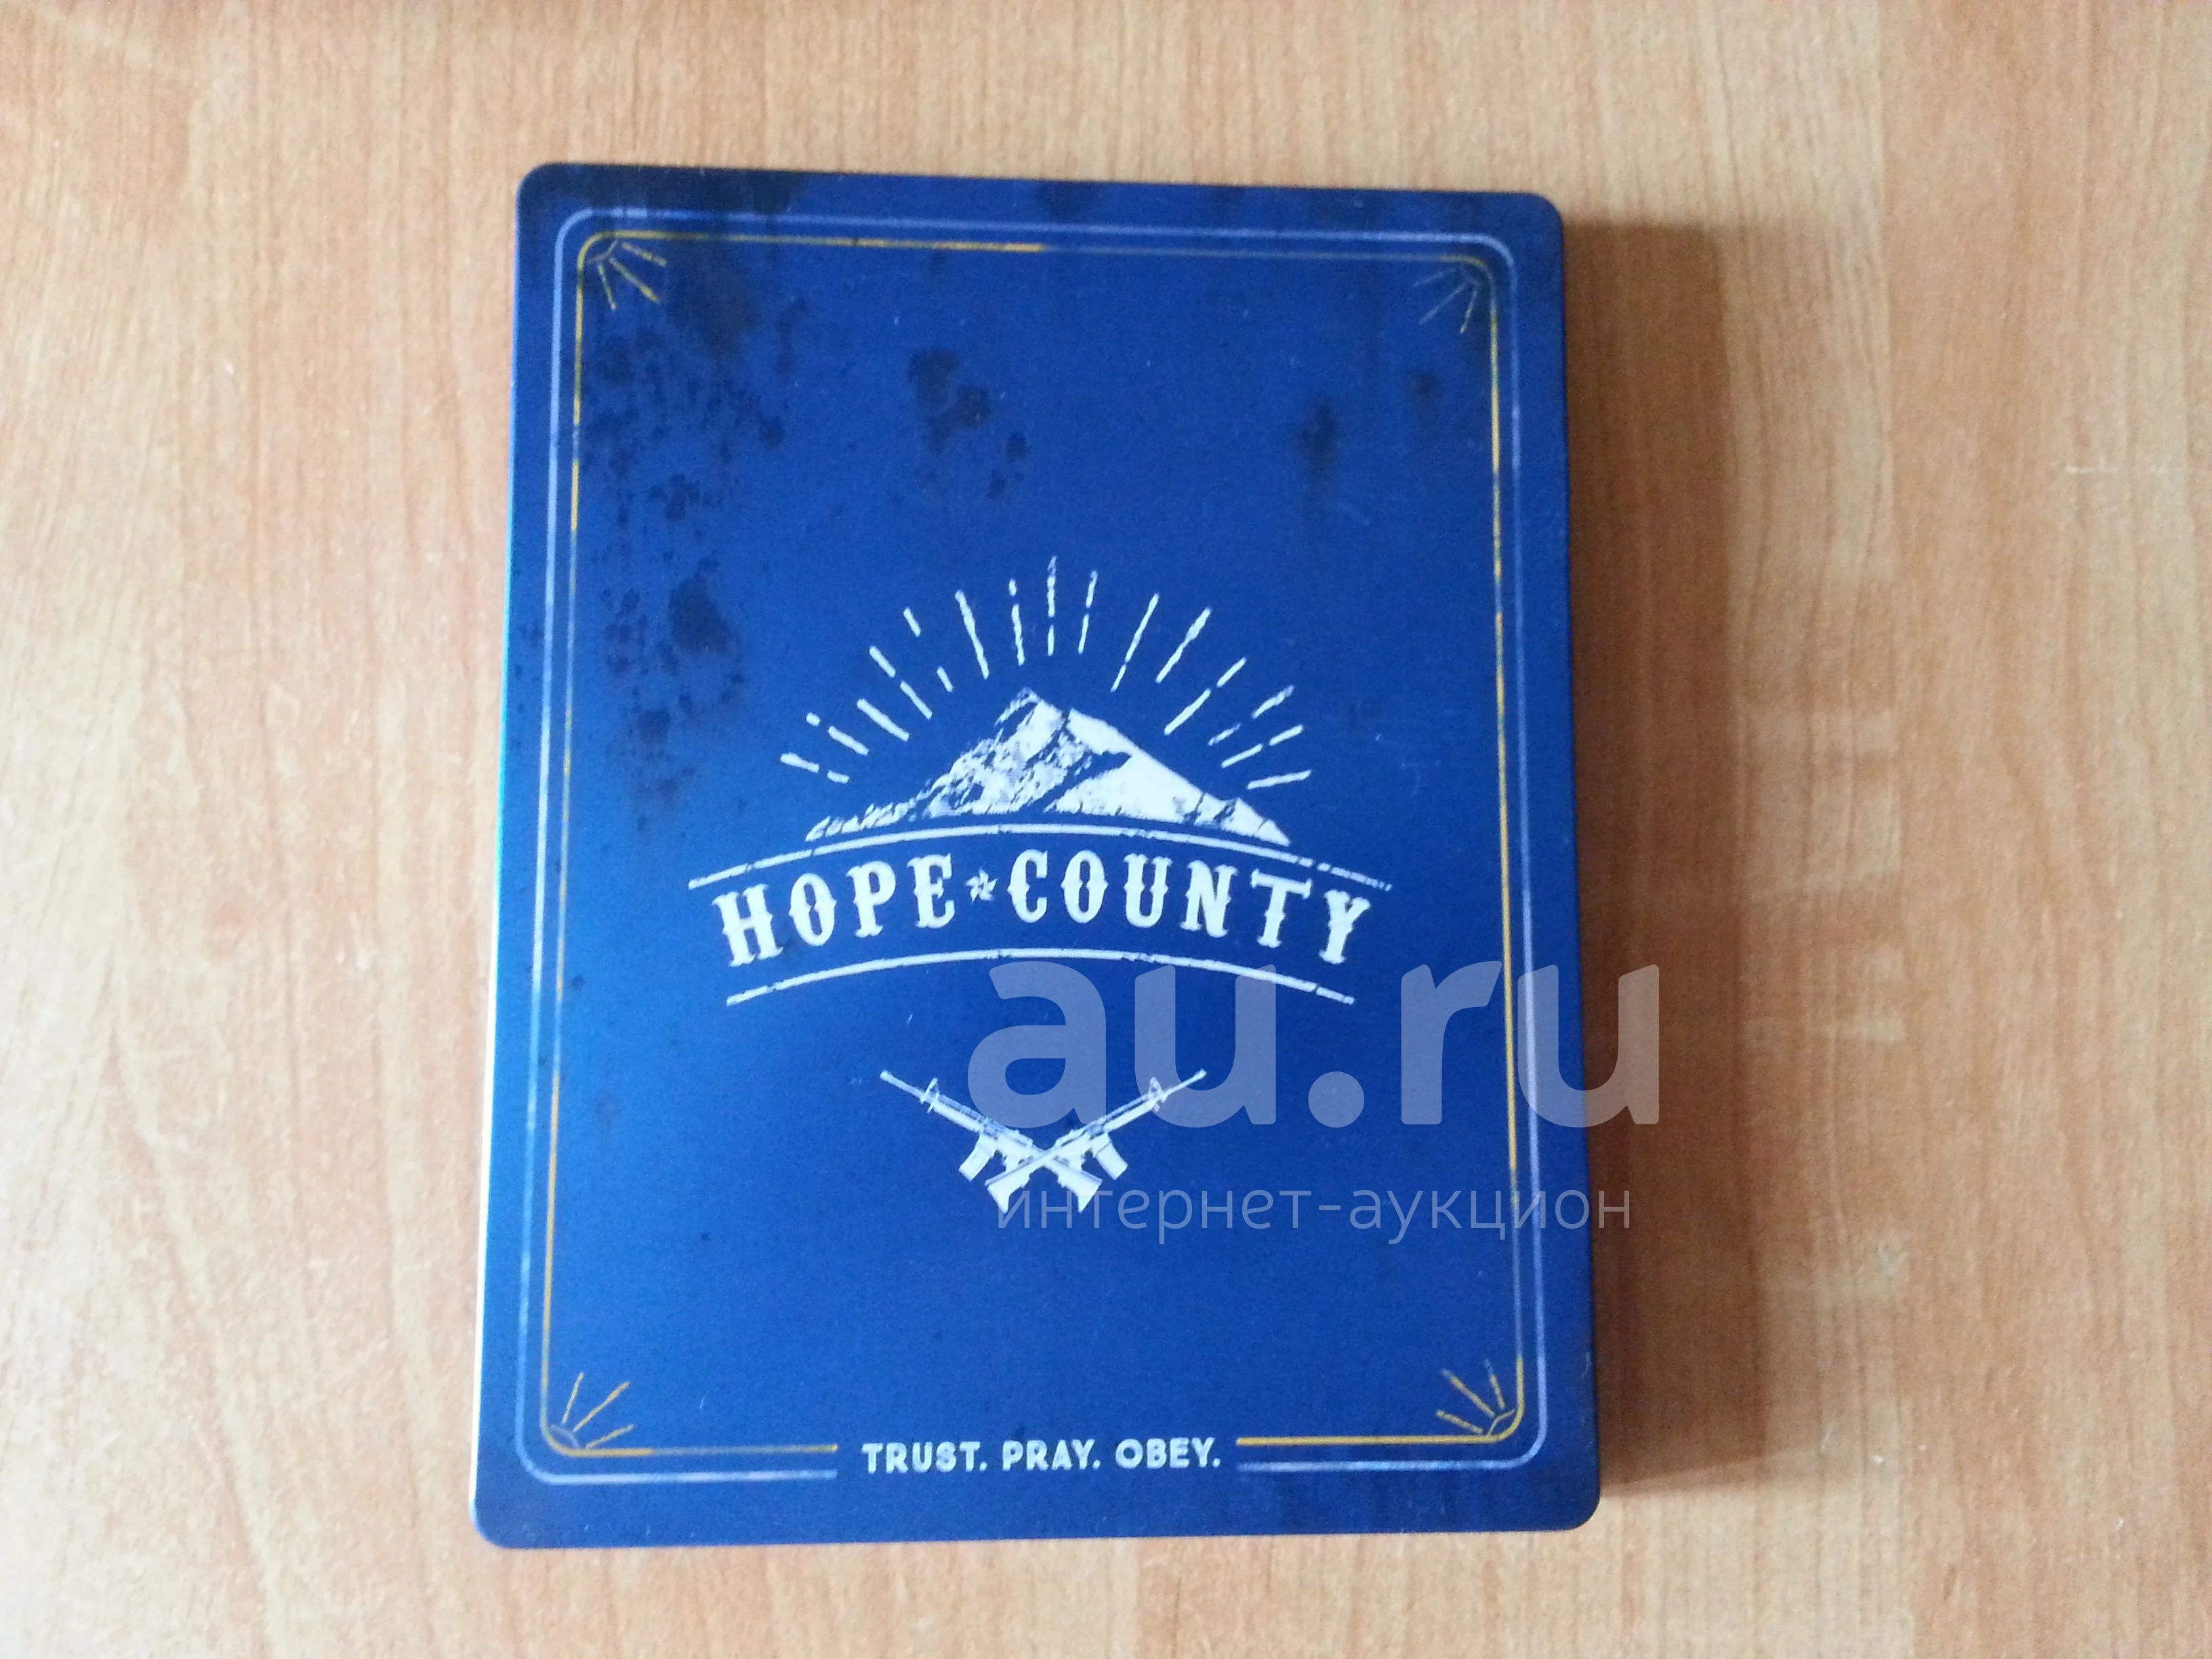 HOPE COUNTY
au.ru
интернет-аукцион
TRUST. PRAY. OBEY.